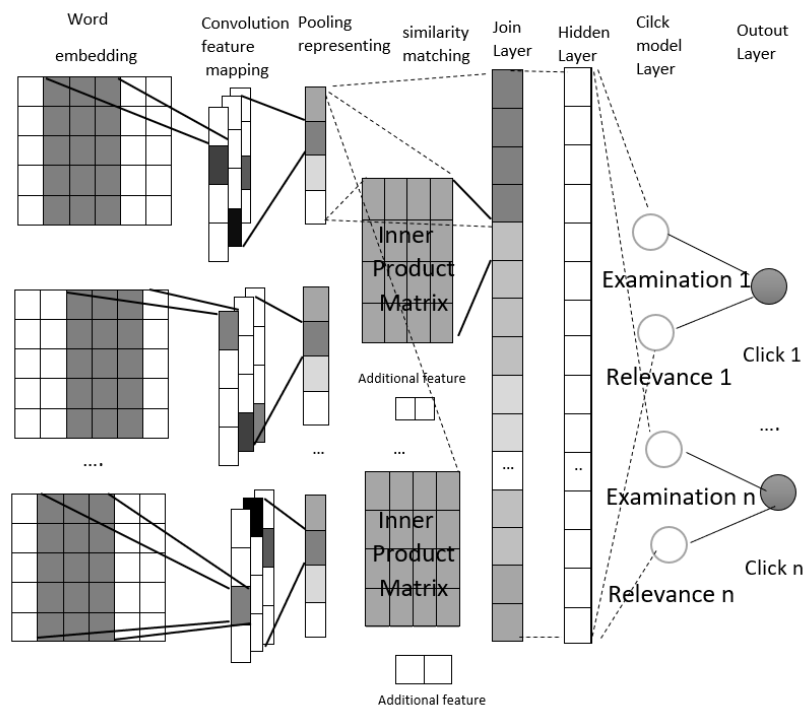 Word
embedding
Convolution
feature
mapping
Pooling
representing
similarity
matching
Join
Layer
Hidden
Layer
Cilck
model
Layer
Outout
Layer
Inner
Product
Matrix
Examination 1
Relevance 1
Click 1
Additional feature
...
...
...
..
....
....
Inner
Product
Matrix
Examination n
Relevance n
Click n
Additional feature